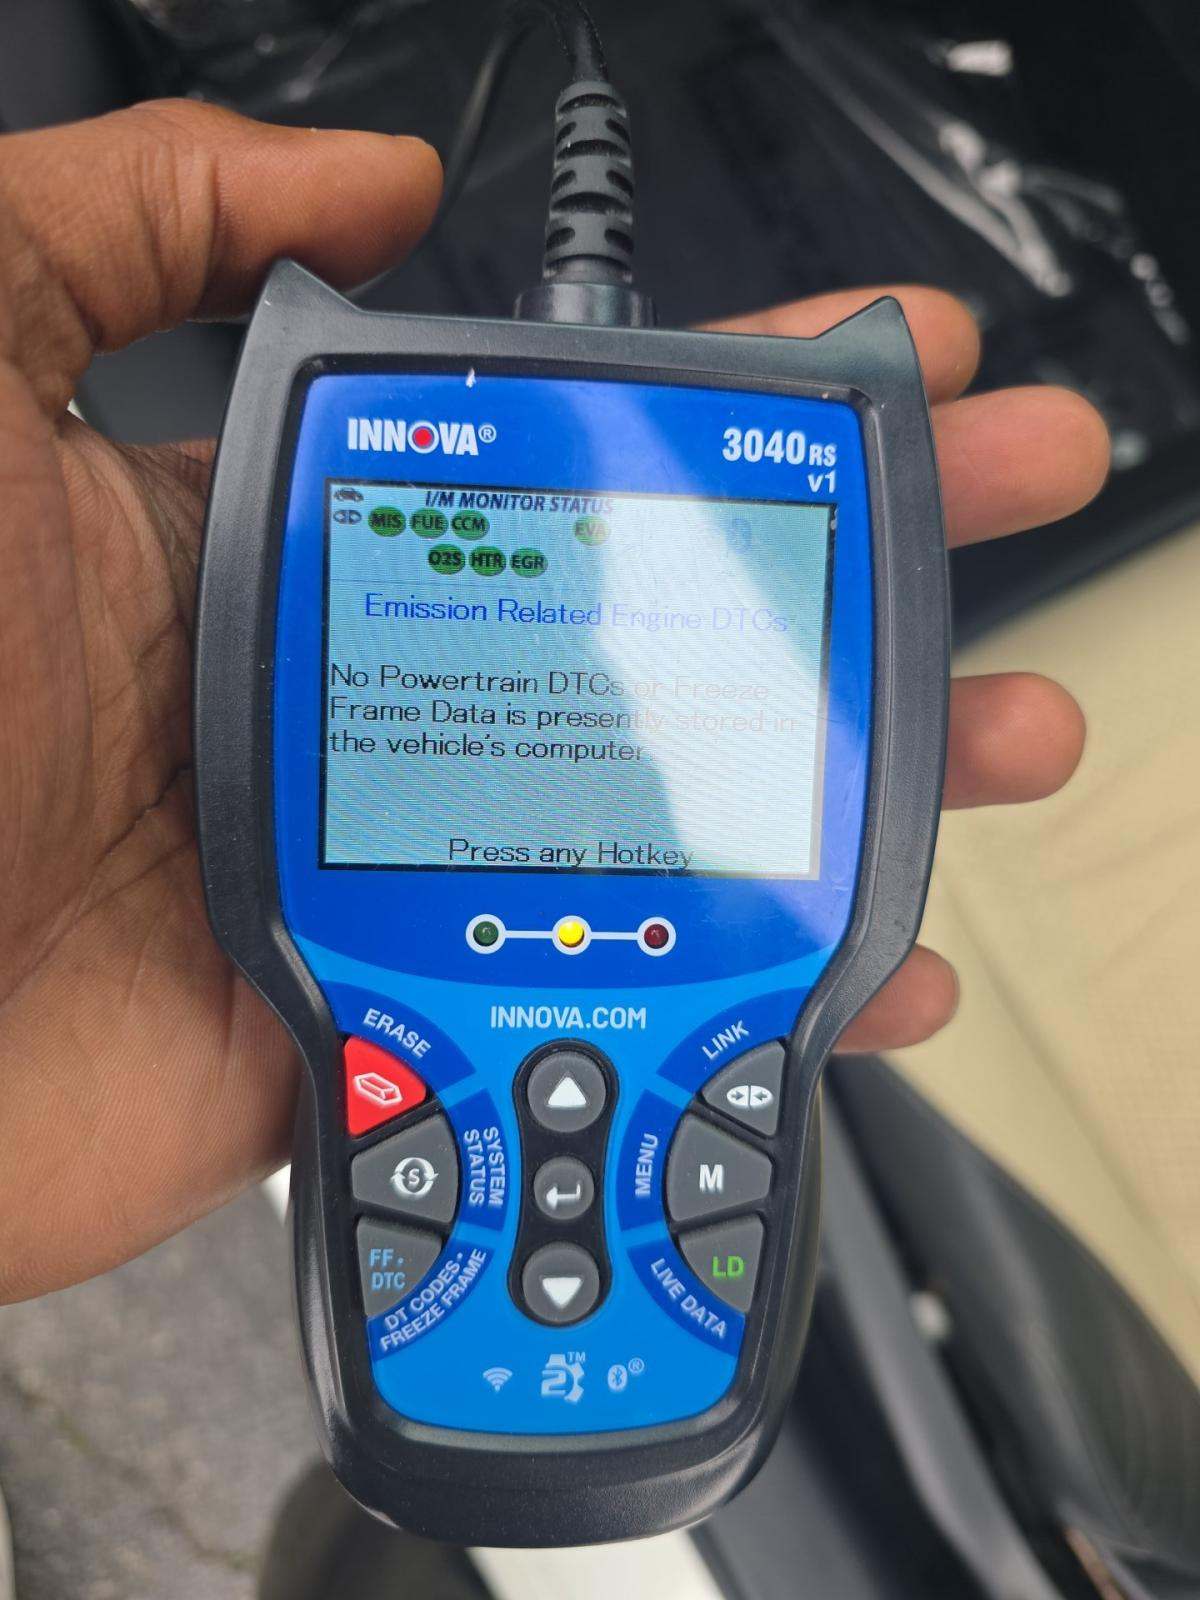 INNOVA®
3040RS
v1
I/M MONITOR STATUS
MIS FUE CCM EVA
O2S HTR EGR
Emission Related Engine DTCs
No Powertrain DTCs or Freeze
Frame Data is presently stored in
the vehicle's computer
Press any Hotkey
INNOVA.COM
ERASE
LINK
S
SYSTEM
STATUS
MENU
M
FF.
DTC
DT CODES•
FREEZE FRAME
LIVE DATA
LD
2
TM
®